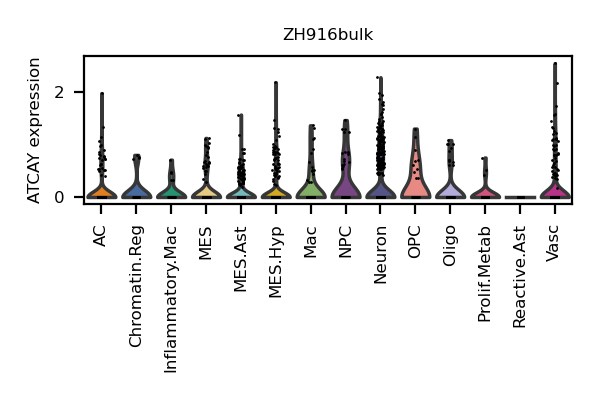 ZH916bulk
ATCAY expression
2
0
AC
Chromatin.Reg
Inflammatory.Mac
MES
MES.Ast
MES.Hyp
Mac
NPC
Neuron
OPC
Oligo
Prolif.Metab
Reactive.Ast
Vasc